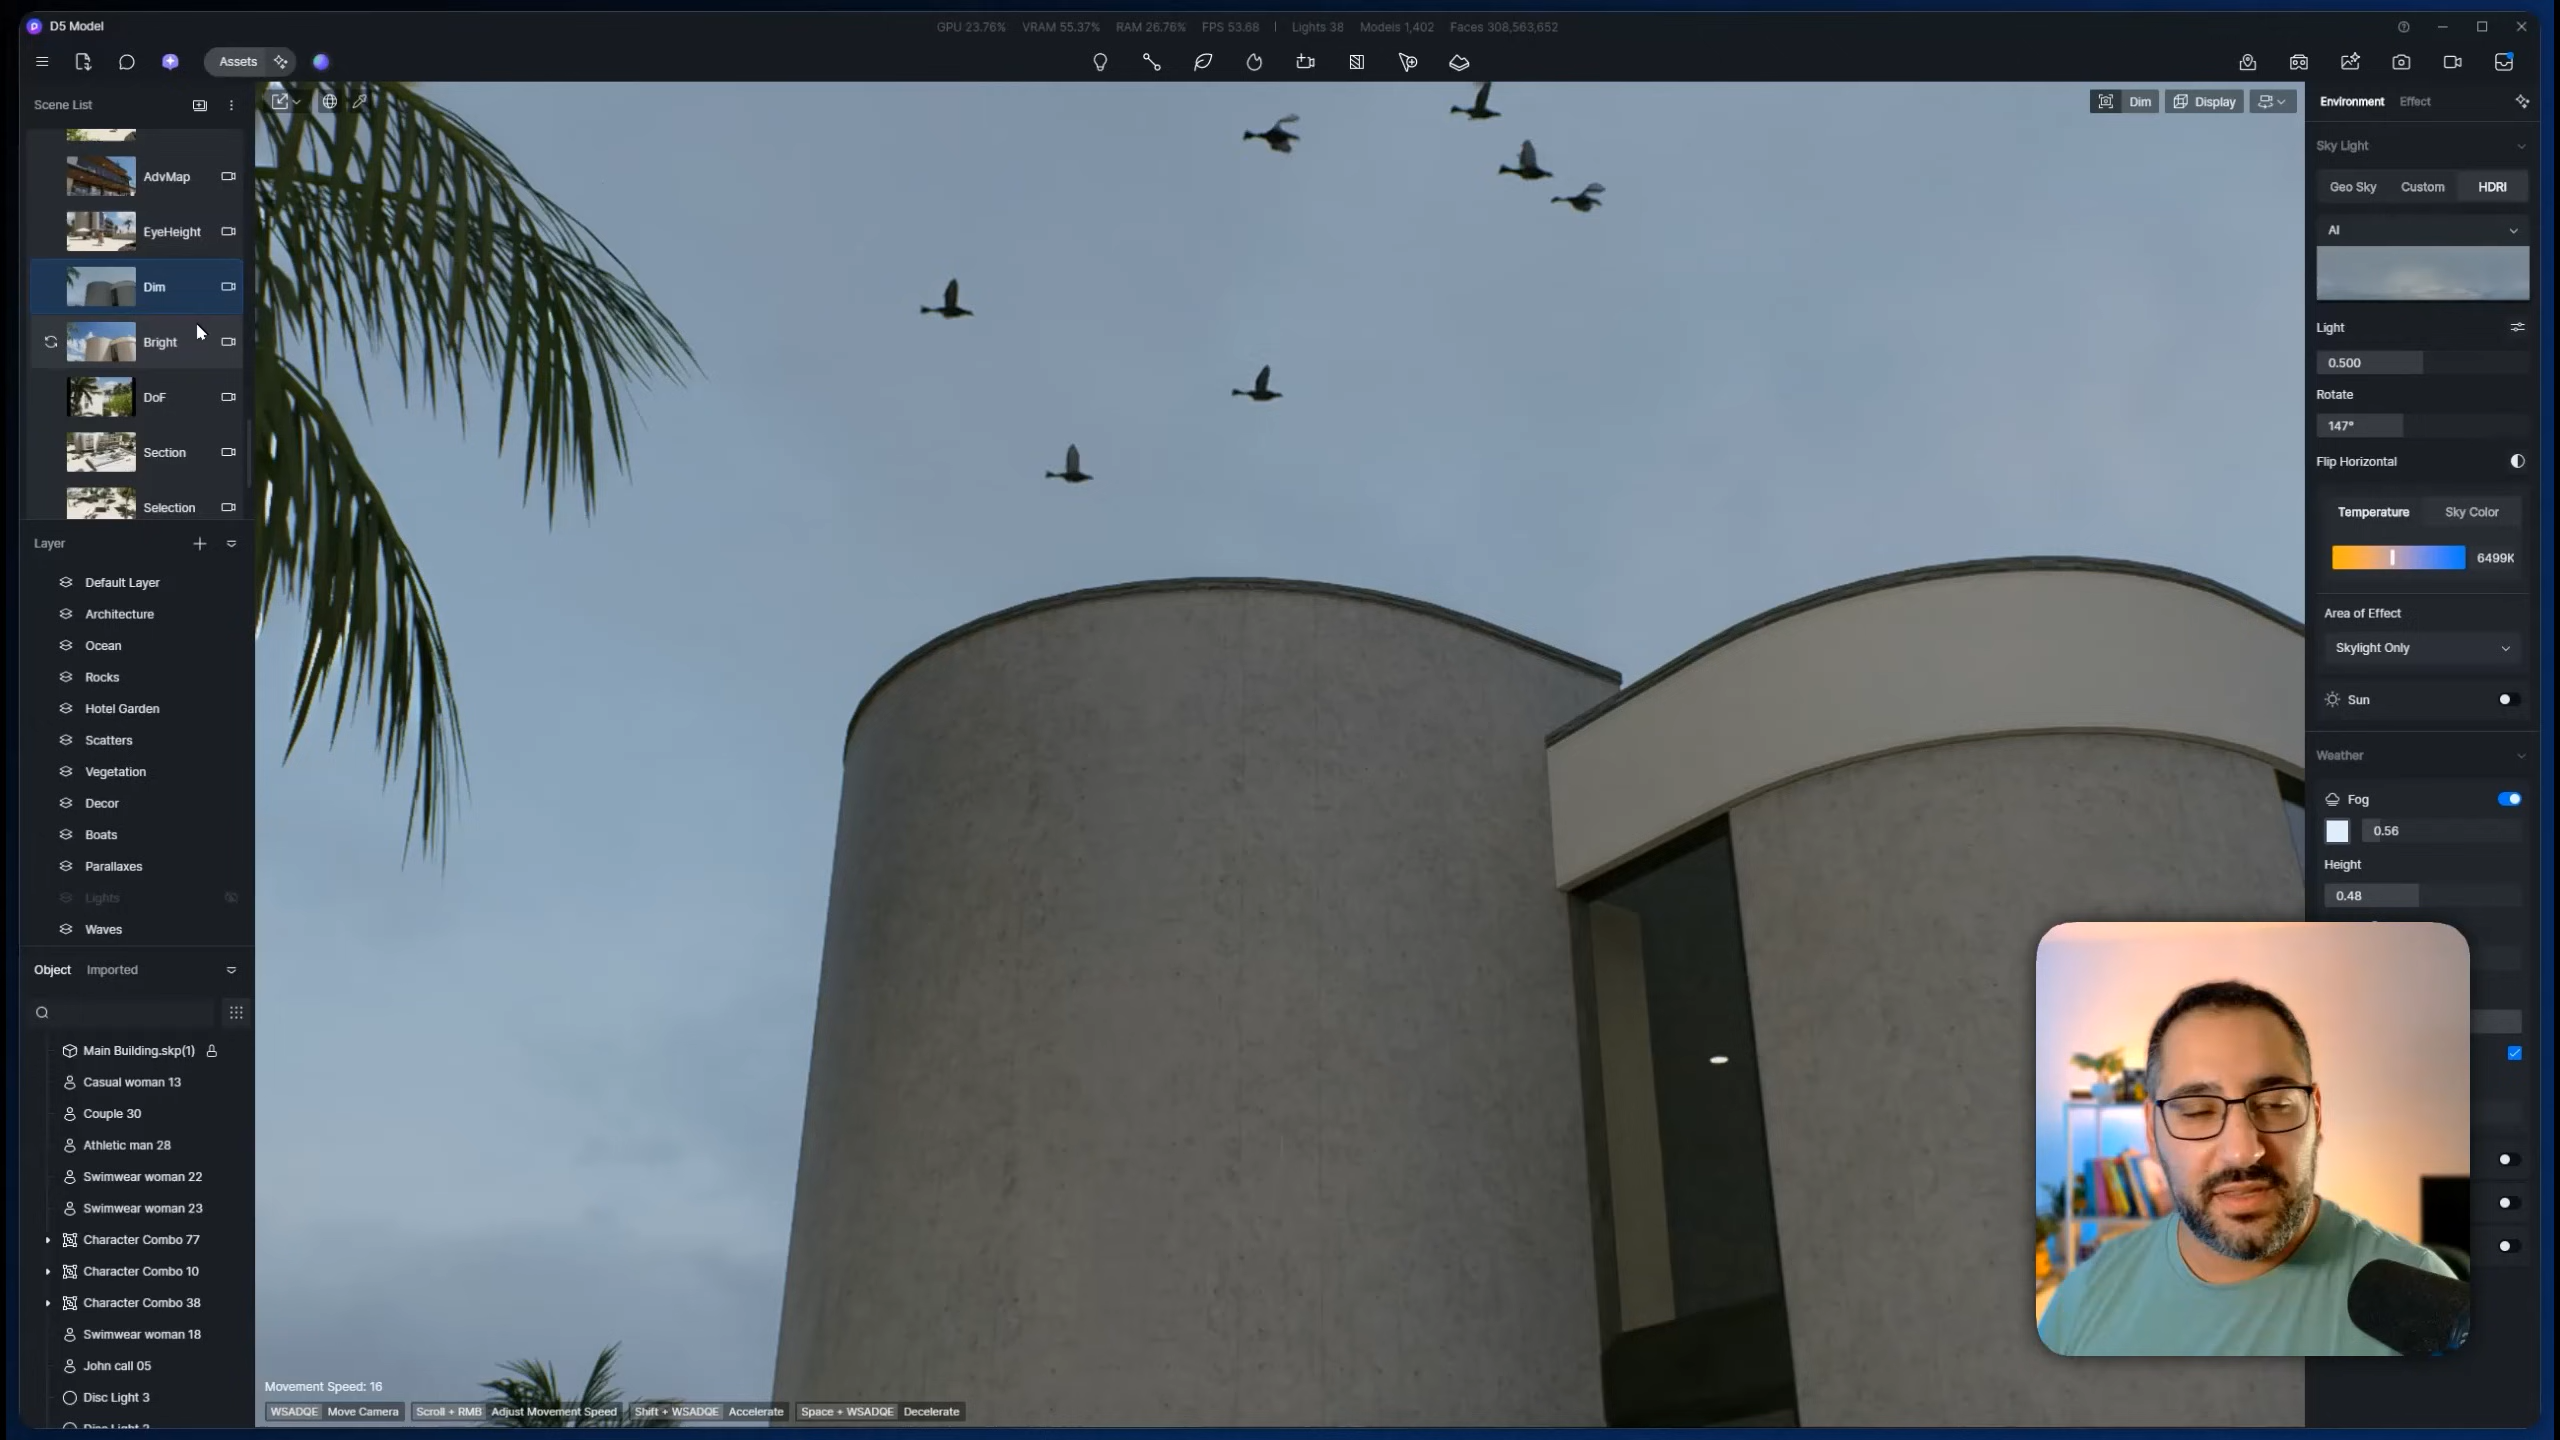 D5 Model
GPU 23.76% VRAM 55.37% RAM 26.76% FPS 53.68 | Lights 38 Models 1,402 Faces 308,563,652
Assets
Scene List
AdvMap
EyeHeight
Dim
Bright
DoF
Section
Selection
Layer
Default Layer
Architecture
Ocean
Rocks
Hotel Garden
Scatters
Vegetation
Decor
Boats
Parallaxes
Lights
Waves
Object Imported
Main Building.skp(1)
Casual woman 13
Couple 30
Athletic man 28
Swimwear woman 22
Swimwear woman 23
Character Combo 77
Character Combo 10
Character Combo 38
Swimwear woman 18
John call 05
Disc Light 3
Movement Speed: 16
WSADQE Move Camera Scroll + RMB Adjust Movement Speed Shift + WSADQE Accelerate Space + WSADQE Decelerate
Dim Display
Environment Effect
Sky Light
Geo Sky Custom HDRI
AI
Light
0.500
Rotate
147°
Flip Horizontal
Temperature Sky Color
6499K
Area of Effect
Skylight Only
Sun
Weather
Fog
0.56
Height
0.48